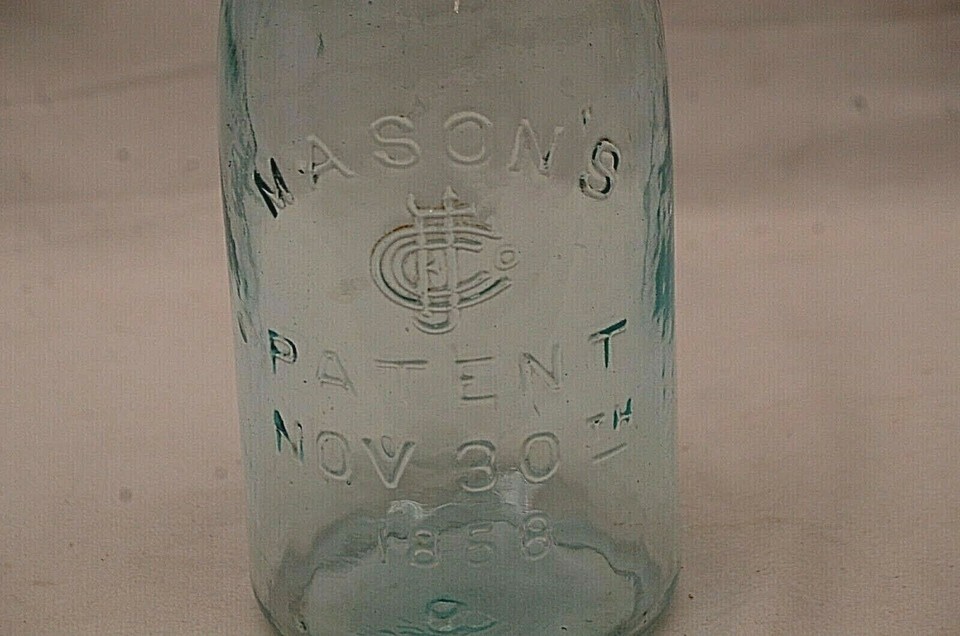 MASON'S
CFJCo
PATENT
NOV 30TH
1858